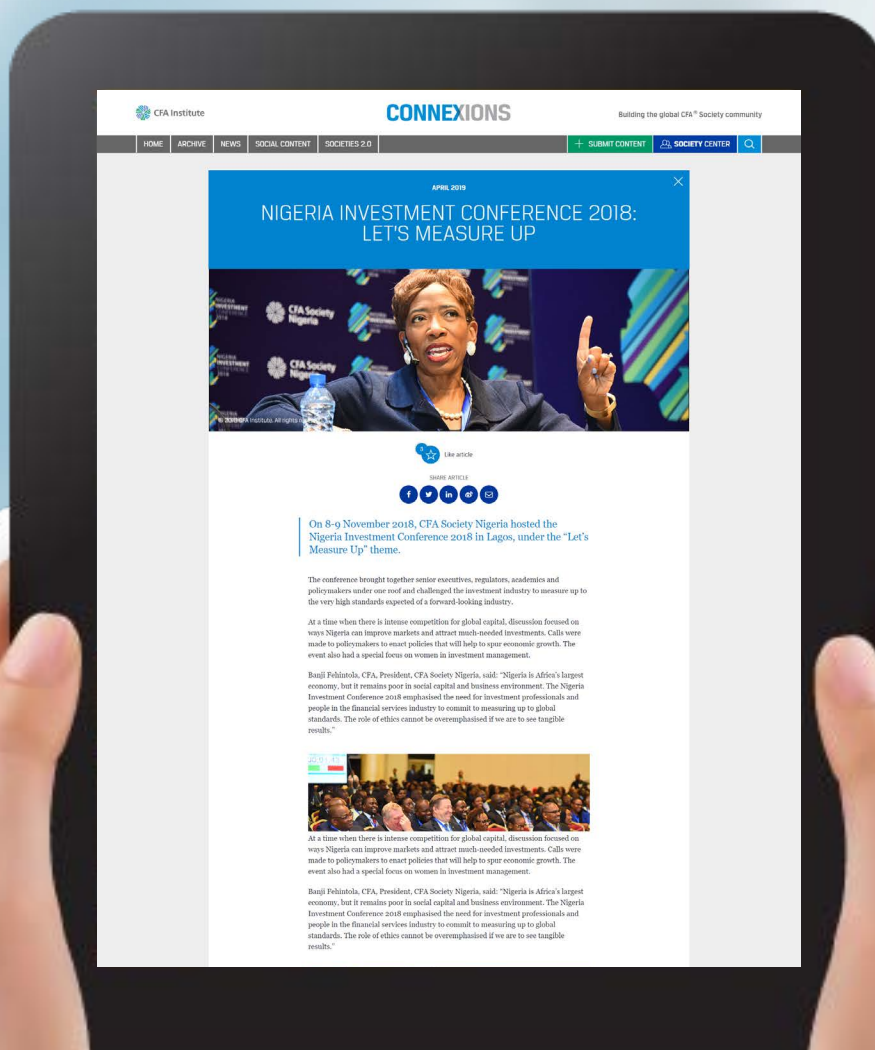 CFA Institute
CONNEXIONS
Building the global CFA® Society community
HOME
ARCHIVE
NEWS
SOCIAL CONTENT
SOCIETIES 2.0
+ SUBMIT CONTENT
SOCIETY CENTER
APRIL 2019
NIGERIA INVESTMENT CONFERENCE 2018:
LET'S MEASURE UP
NIGERIA
INVESTMENT
CONFERENCE
2018
CFA Society
Nigeria
CFA Society
Nigeria
Like article
SHARE ARTICLE
On 8-9 November 2018, CFA Society Nigeria hosted the
Nigeria Investment Conference 2018 in Lagos, under the “Let’s
Measure Up” theme.
The conference brought together senior executives, regulators, academics and
policymakers under one roof and challenged the investment industry to measure up to
the very high standards expected of a forward-looking industry.
At a time when there is intense competition for global capital, discussion focused on
ways Nigeria can improve markets and attract much-needed investments. Calls were
made to policymakers to enact policies that will help to spur economic growth. The
event also had a special focus on women in investment management.
Banji Fehintola, CFA, President, CFA Society Nigeria, said: “Nigeria is Africa’s largest
economy, but it remains poor in social capital and business environment. The Nigeria
Investment Conference 2018 emphasised the need for investment professionals and
people in the financial services industry to commit to measuring up to global
standards. The role of ethics cannot be overemphasised if we are to see tangible
results.”
At a time when there is intense competition for global capital, discussion focused on
ways Nigeria can improve markets and attract much-needed investments. Calls were
made to policymakers to enact policies that will help to spur economic growth. The
event also had a special focus on women in investment management.
Banji Fehintola, CFA, President, CFA Society Nigeria, said: “Nigeria is Africa’s largest
economy, but it remains poor in social capital and business environment. The Nigeria
Investment Conference 2018 emphasised the need for investment professionals and
people in the financial services industry to commit to measuring up to global
standards. The role of ethics cannot be overemphasised if we are to see tangible
results.”